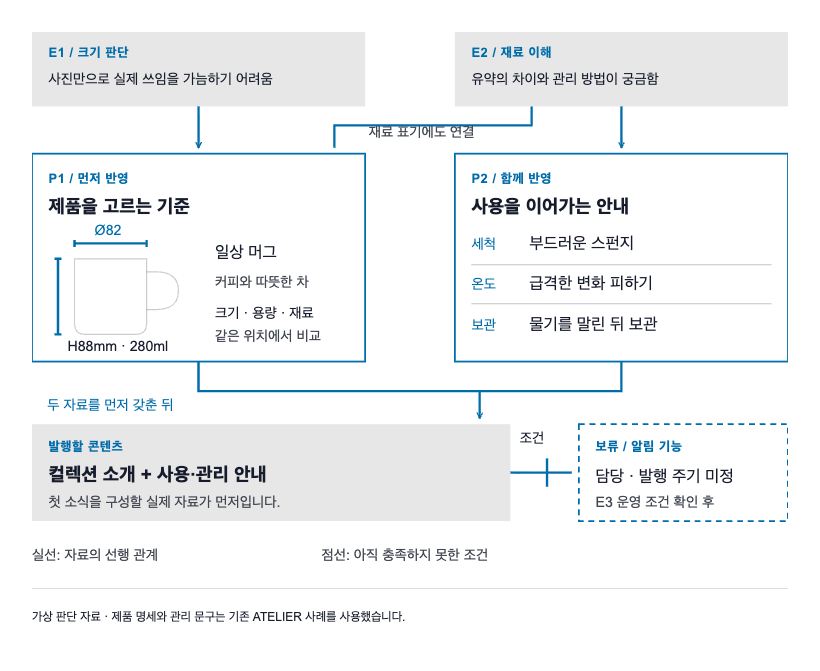 E1 / 크기 판단
사진만으로 실제 쓰임을 가늠하기 어려움
E2 / 재료 이해
유약의 차이와 관리 방법이 궁금함
재료 표기에도 연결
P1 / 먼저 반영
제품을 고르는 기준
Ø82
H88mm · 280ml
일상 머그
커피와 따뜻한 차
크기 · 용량 · 재료
같은 위치에서 비교
P2 / 함께 반영
사용을 이어가는 안내
세척 부드러운 스펀지
온도 급격한 변화 피하기
보관 물기를 말린 뒤 보관
두 자료를 먼저 갖춘 뒤
발행할 콘텐츠
컬렉션 소개 + 사용·관리 안내
첫 소식을 구성할 실제 자료가 먼저입니다.
조건
보류 / 알림 기능
담당 · 발행 주기 미정
E3 운영 조건 확인 후
실선: 자료의 선행 관계
점선: 아직 충족하지 못한 조건
가상 판단 자료 · 제품 명세와 관리 문구는 기존 ATELIER 사례를 사용했습니다.